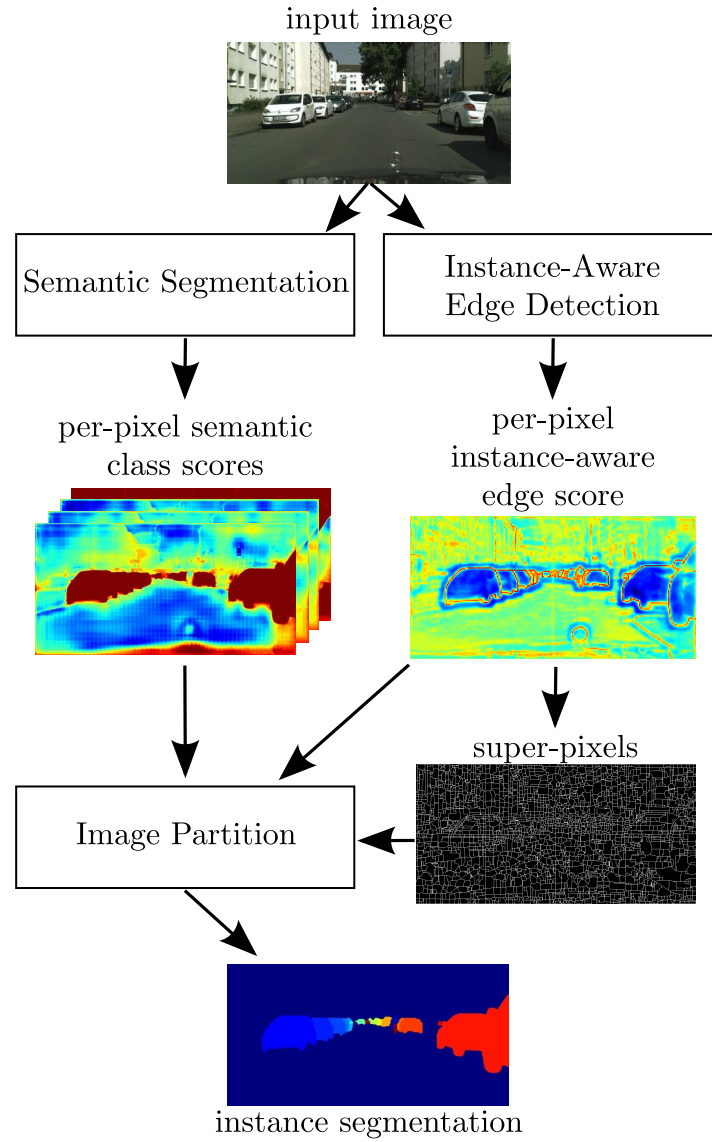 input image
Semantic Segmentation
Instance-Aware
Edge Detection
per-pixel semantic
class scores
per-pixel
instance-aware
edge score
super-pixels
Image Partition
instance segmentation